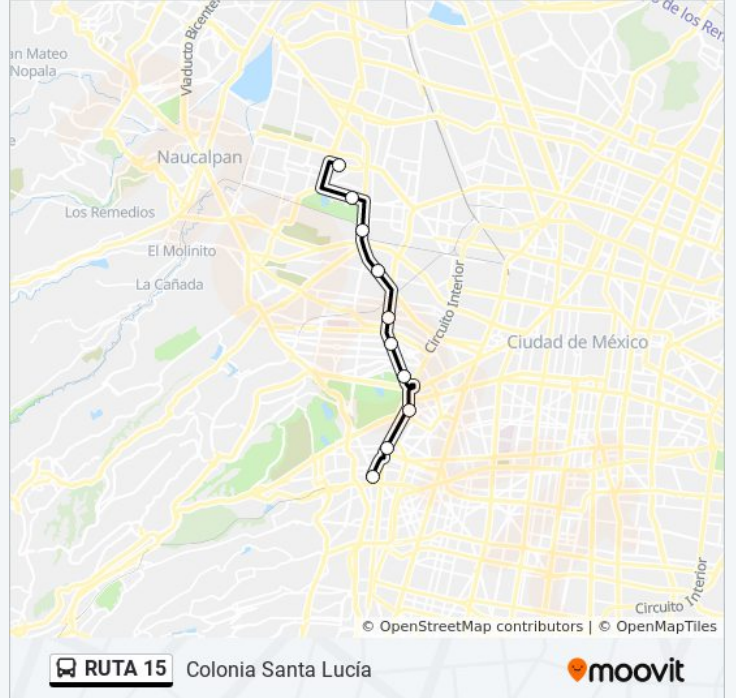 o de los Ren
an Mateo
Nopala
Viaducto Bicente
Naucalpan
Los Remedios
El Molinito
La Cañada
Circuito Interior
Ciudad de México
Circuito Interior
© OpenStreetMap contributors | © OpenMapTiles
RUTA 15 Colonia Santa Lucía
moovit